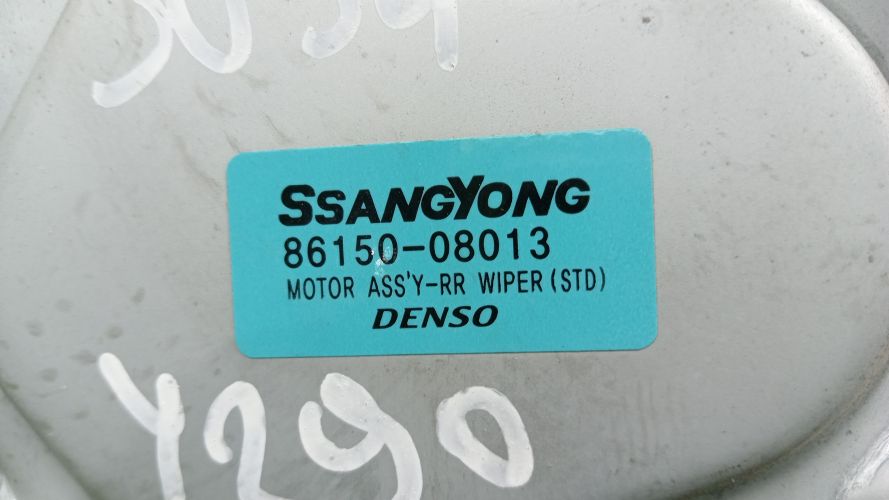 SSANGYONG
86150-08013
MOTOR ASS'Y-RR WIPER(STD)
DENSO
Y290